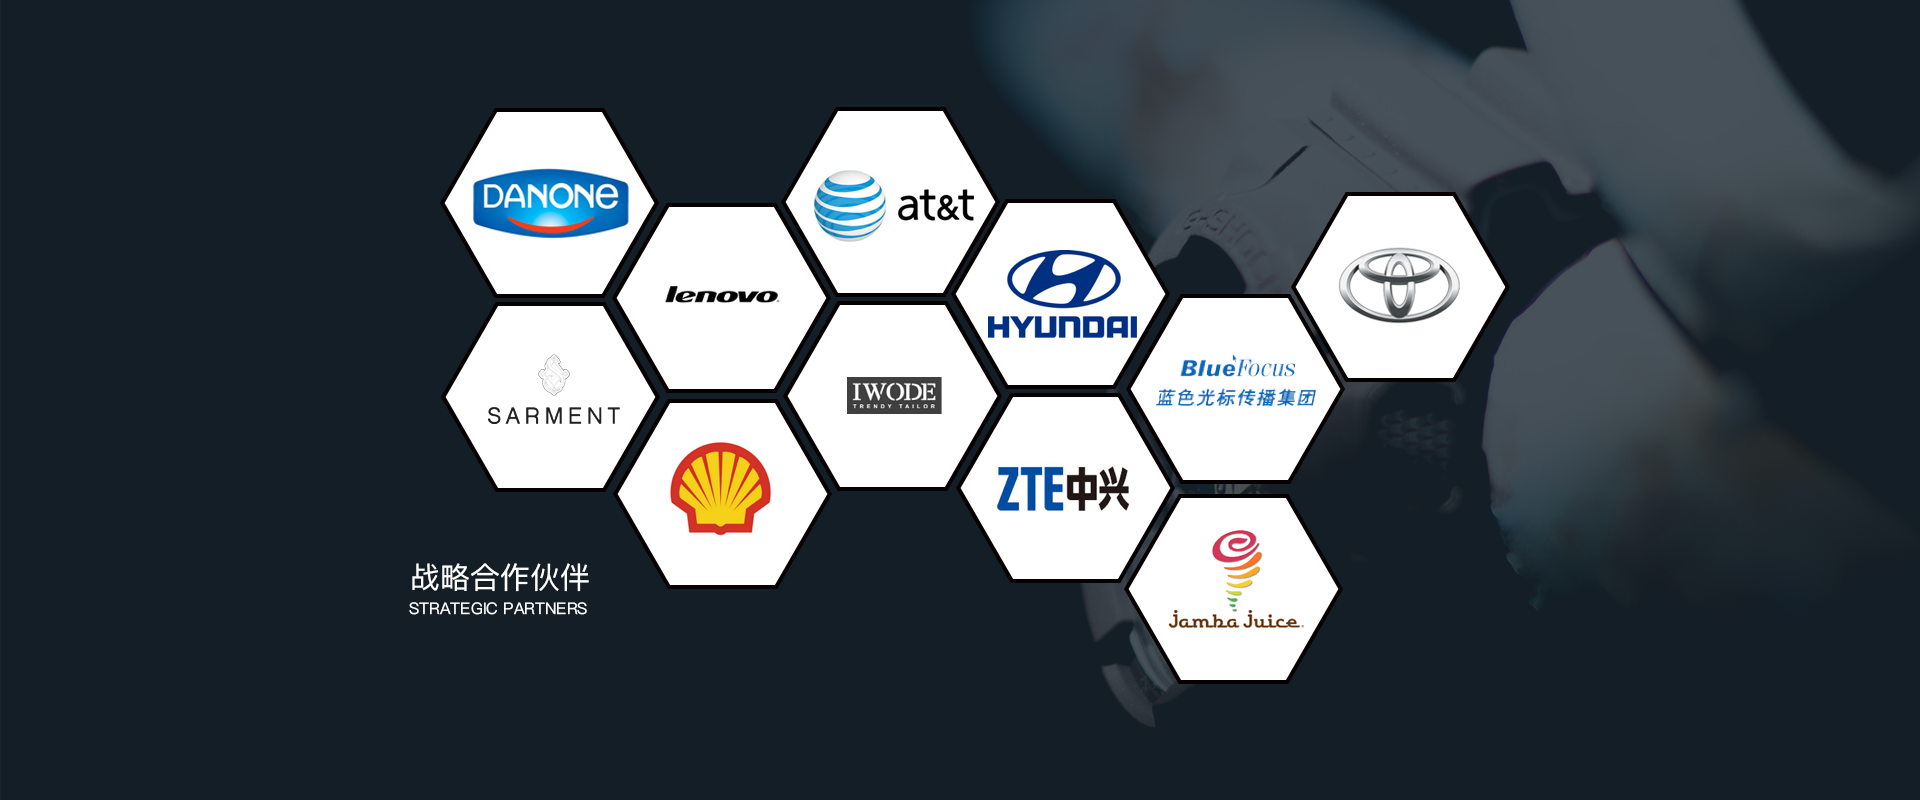 DANONE
at&t
lenovo
HYUNDAI
SARMENT
IWODE
TRENDY TAILOR
BlueFocus
蓝色光标传播集团
ZTE中兴
jamba juice
战略合作伙伴
STRATEGIC PARTNERS